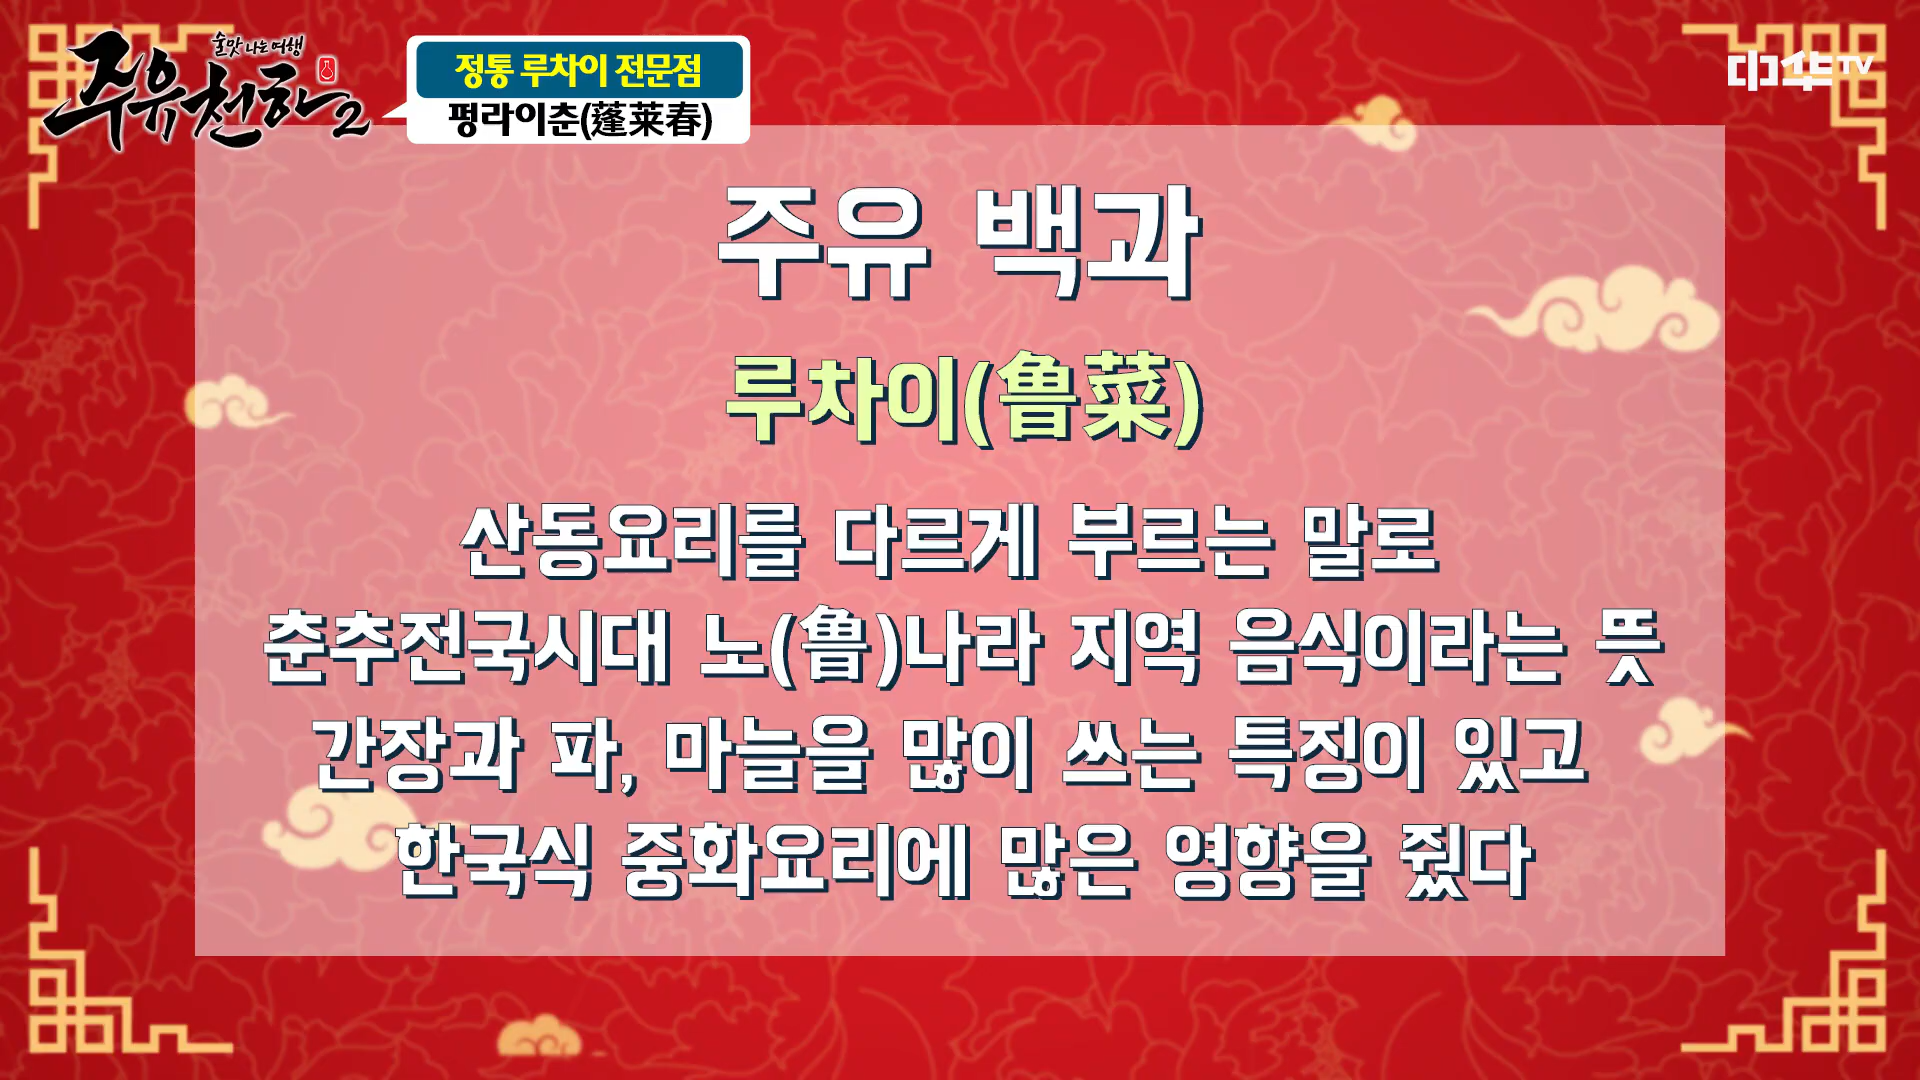 술맛 나는 여행
주유천하2
정통 루차이 전문점
펑라이춘(蓬莱春)
中华TV
주유 백과
루차이(鲁菜)
산동요리를 다르게 부르는 말로
춘추전국시대 노(鲁)나라 지역 음식이라는 뜻
간장과 파, 마늘을 많이 쓰는 특징이 있고
한국식 중화요리에 많은 영향을 줬다